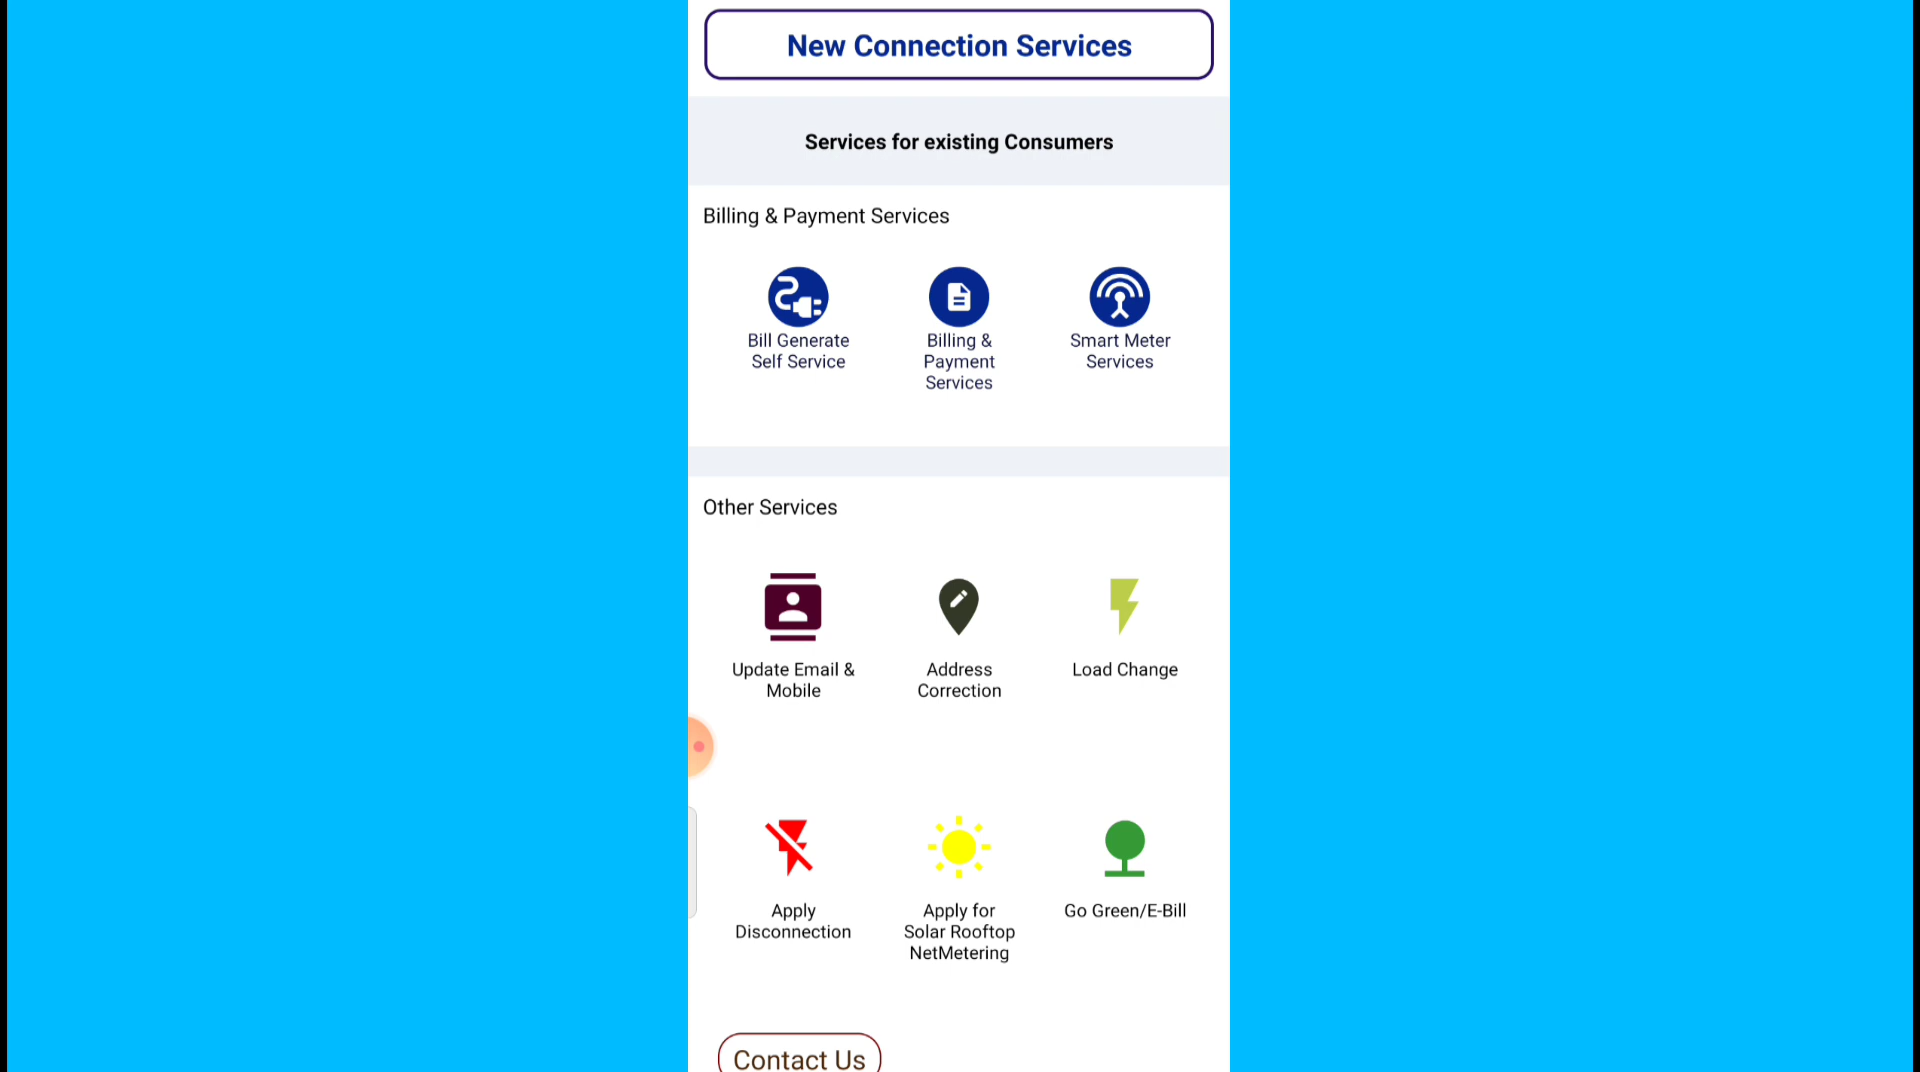 New Connection Services
Services for existing Consumers
Billing & Payment Services
Bill Generate
Self Service
Billing &
Payment
Services
Smart Meter
Services
Other Services
Update Email &
Mobile
Address
Correction
Load Change
Apply
Disconnection
Apply for
Solar Rooftop
NetMetering
Go Green/E-Bill
Contact Us